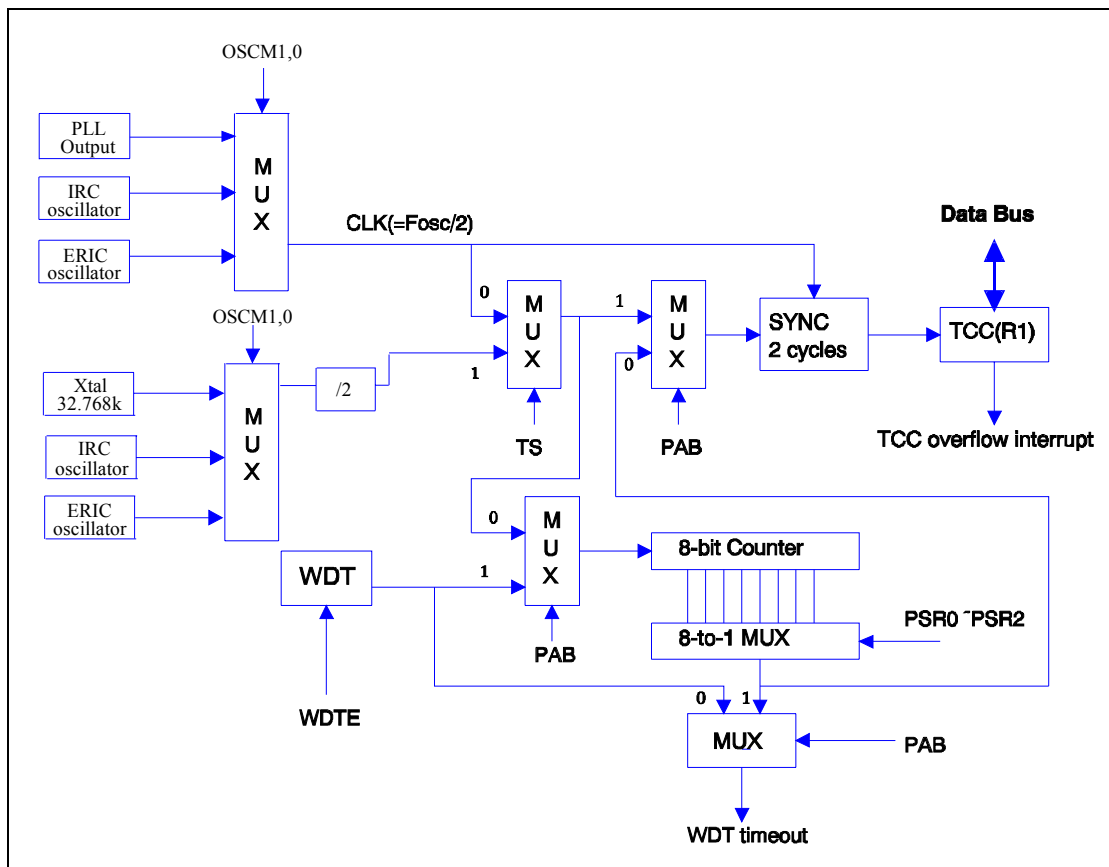 OSCM1,0
PLL
Output
IRC
oscillator
ERIC
oscillator
M
U
X
CLK(=Fosc/2)
Data Bus
OSCM1,0
0
1
M
U
X
TS
1
0
M
U
X
PAB
SYNC
2 cycles
TCC(R1)
TCC overflow interrupt
Xtal
32.768k
IRC
oscillator
ERIC
oscillator
M
U
X
/2
WDT
WDTE
0
1
M
U
X
PAB
8-bit Counter
8-to-1 MUX
PSR0 ~PSR2
0
1
MUX
PAB
WDT timeout